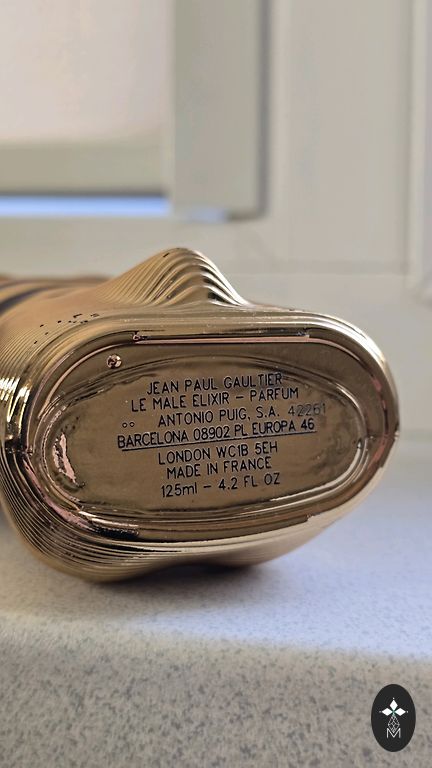 JEAN PAUL GAULTIER
LE MALE ELIXIR – PARFUM
ANTONIO PUIG, S.A. 42261
BARCELONA 08902 PL EUROPA 46
LONDON WC1B 5EH
MADE IN FRANCE
125ml – 4.2 FL OZ
M